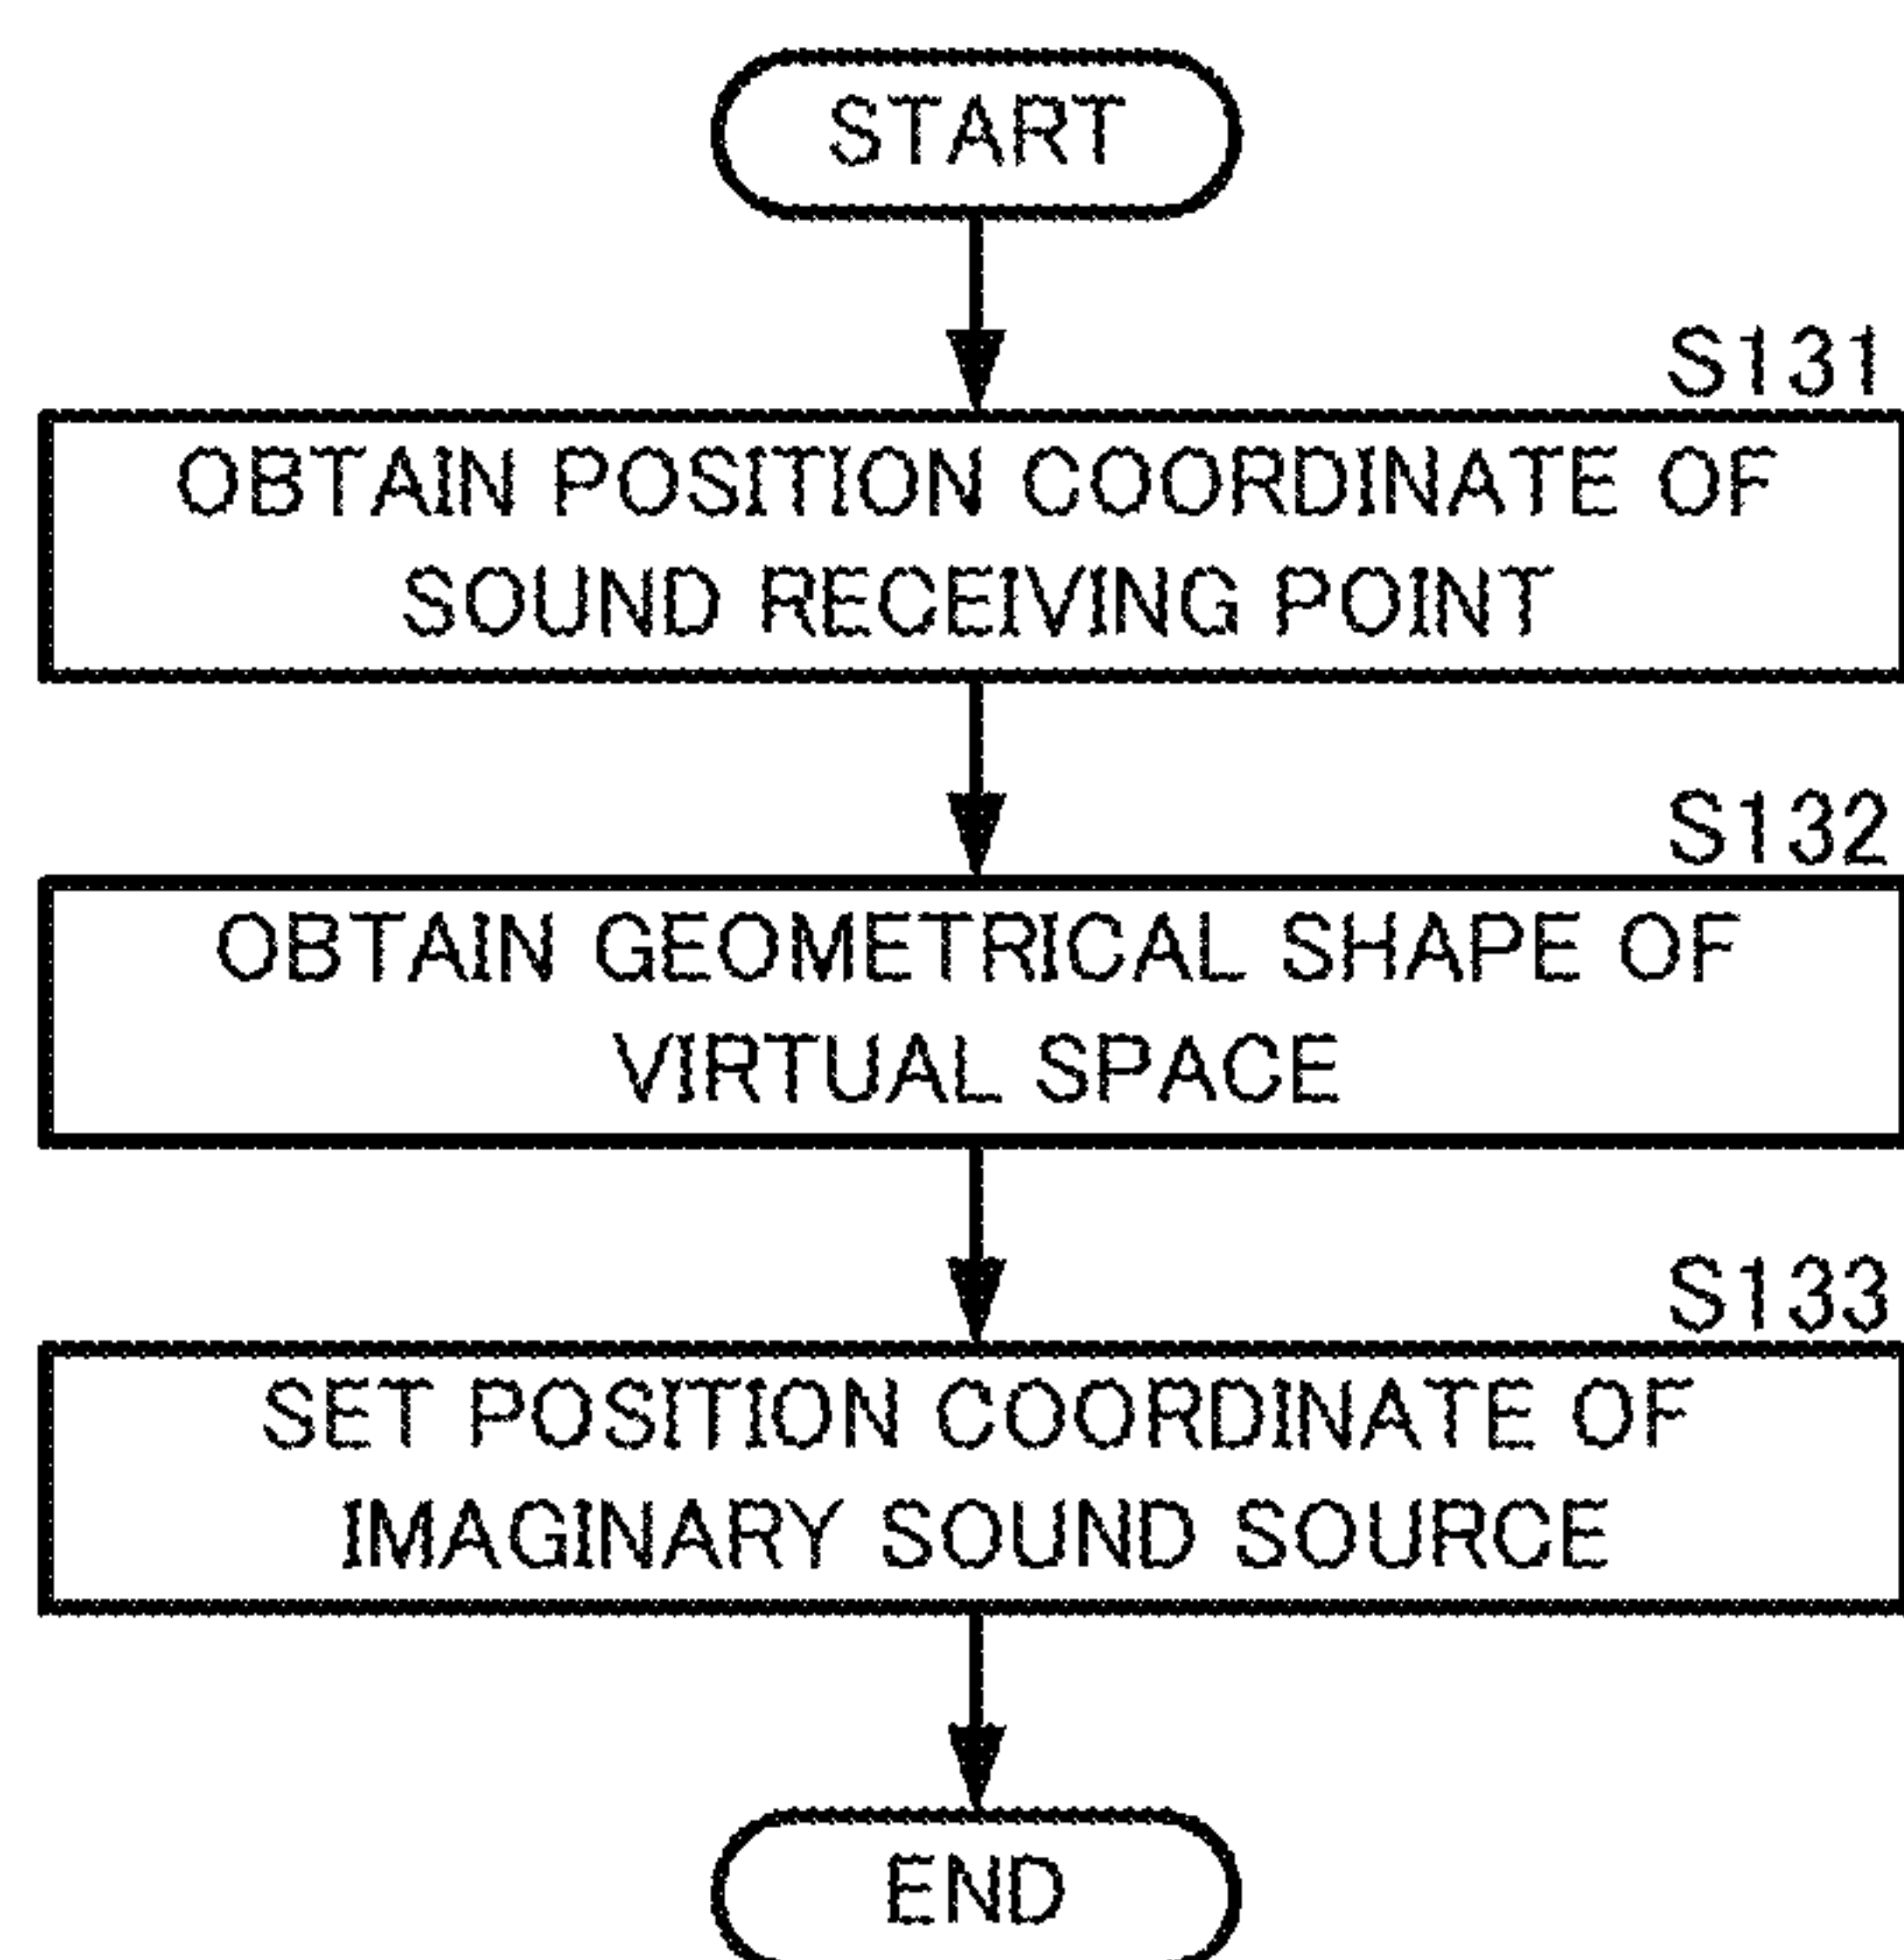 START
S131
OBTAIN POSITION COORDINATE OF
SOUND RECEIVING POINT
S132
OBTAIN GEOMETRICAL SHAPE OF
VIRTUAL SPACE
S133
SET POSITION COORDINATE OF
IMAGINARY SOUND SOURCE
END